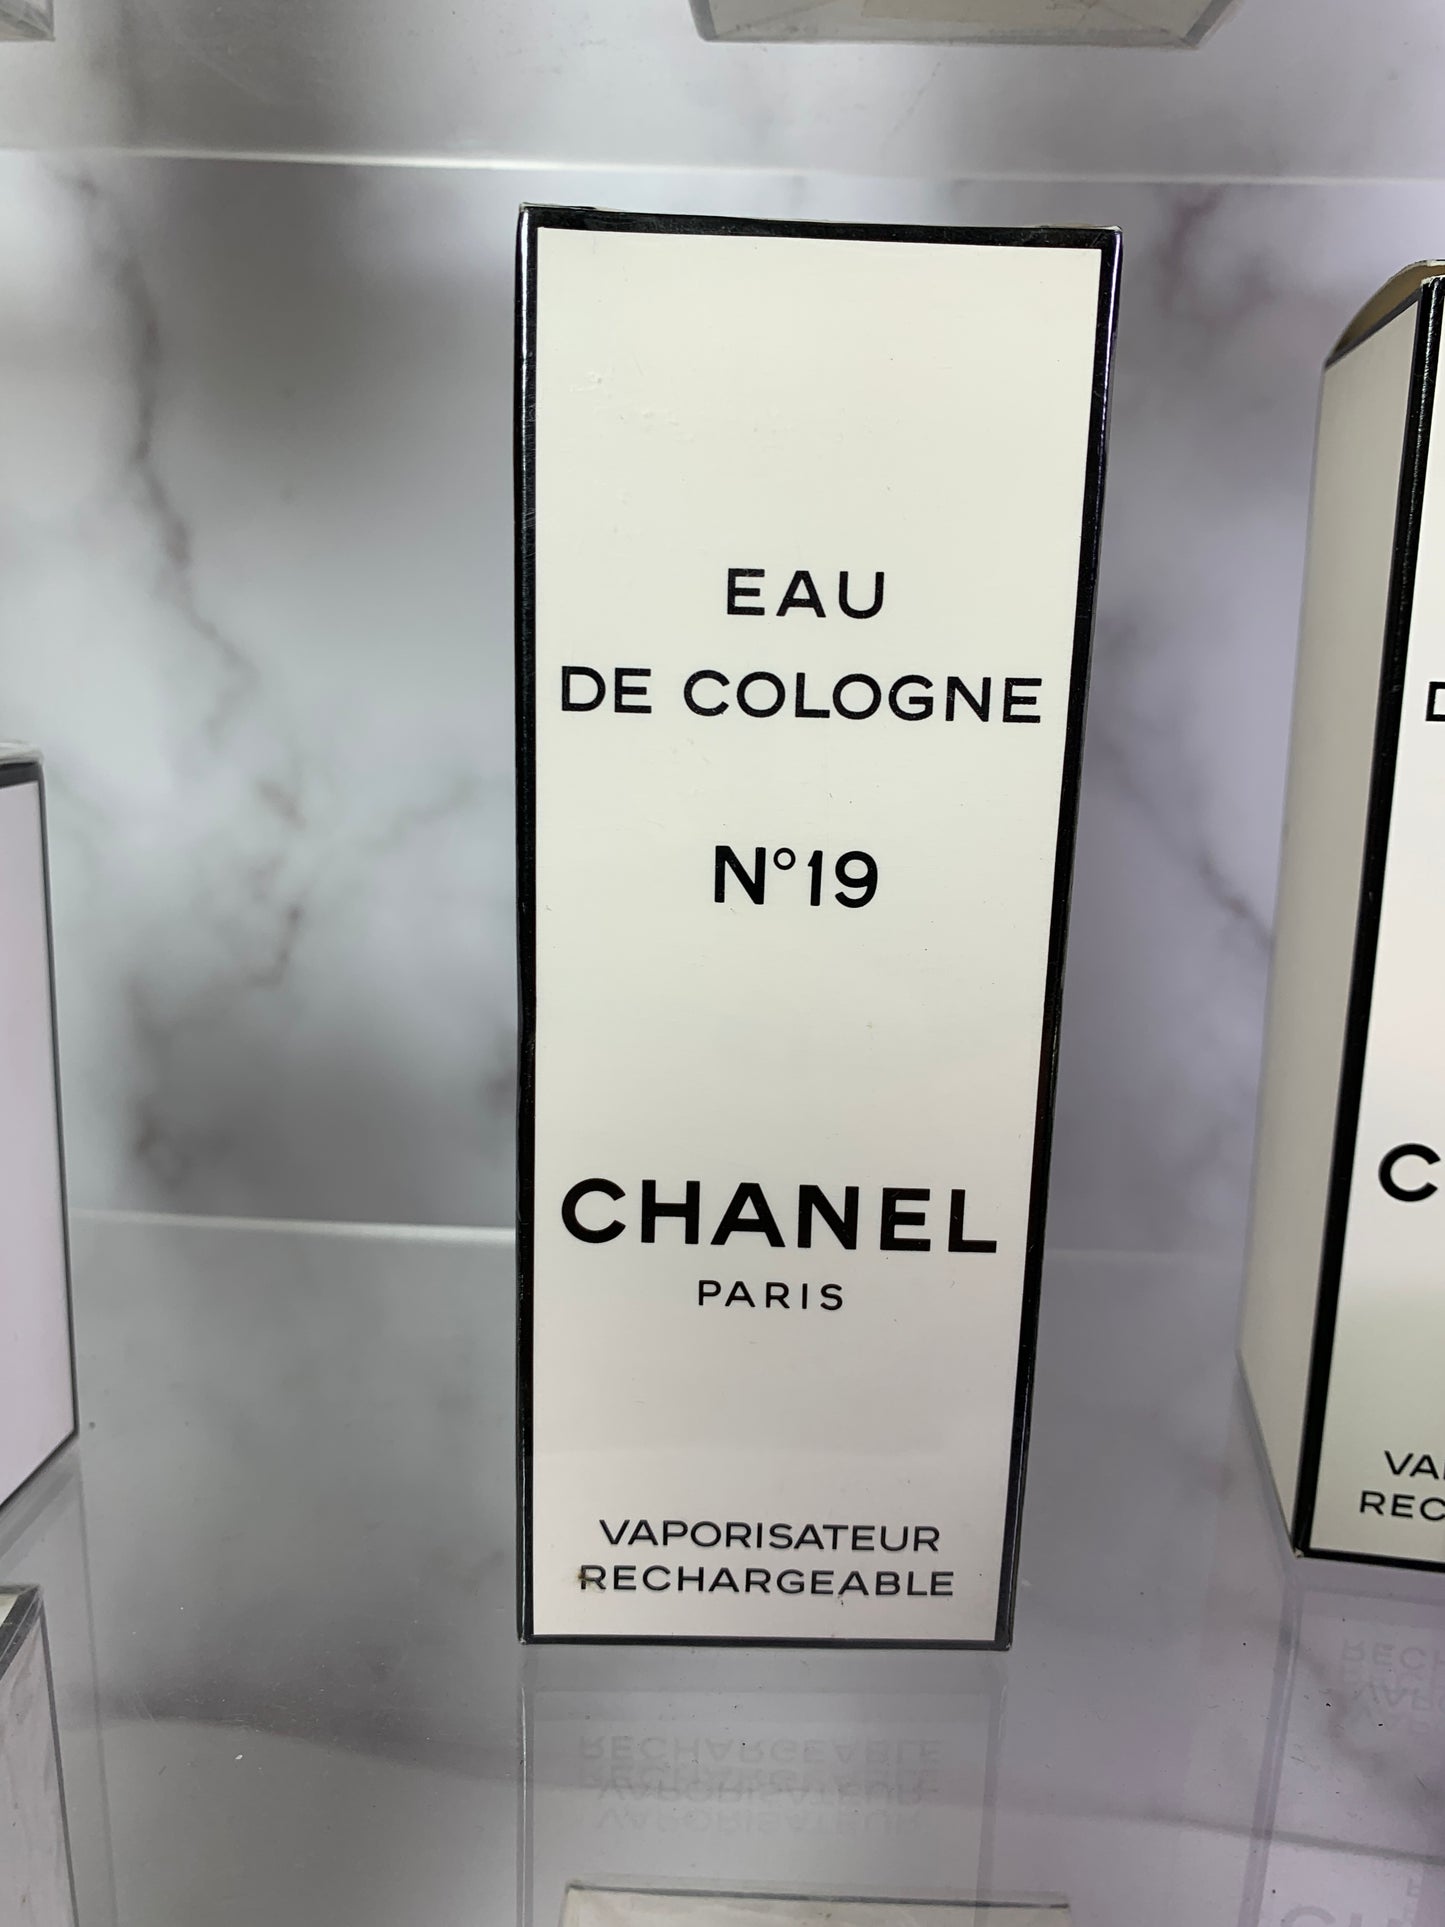 EAU
DE COLOGNE
N°19
CHANEL
PARIS
VAPORISATEUR
RECHARGEABLE